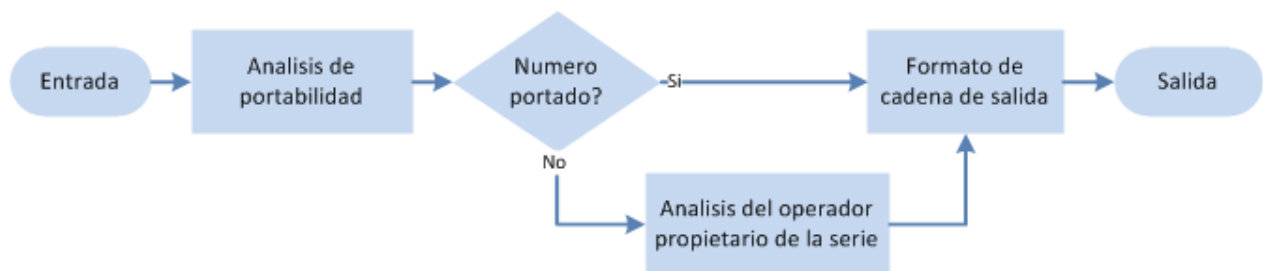 Entrada
Analisis de
portabilidad
Numero
portado?
Si
Formato de
cadena de salida
Salida
No
Analisis del operador
propietario de la serie